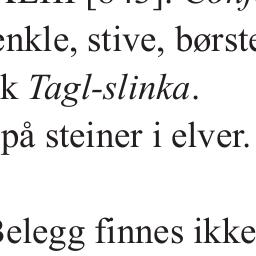 enkle, stive, børste
k Tagl-slinka.
på steiner i elver.
Belegg finnes ikke